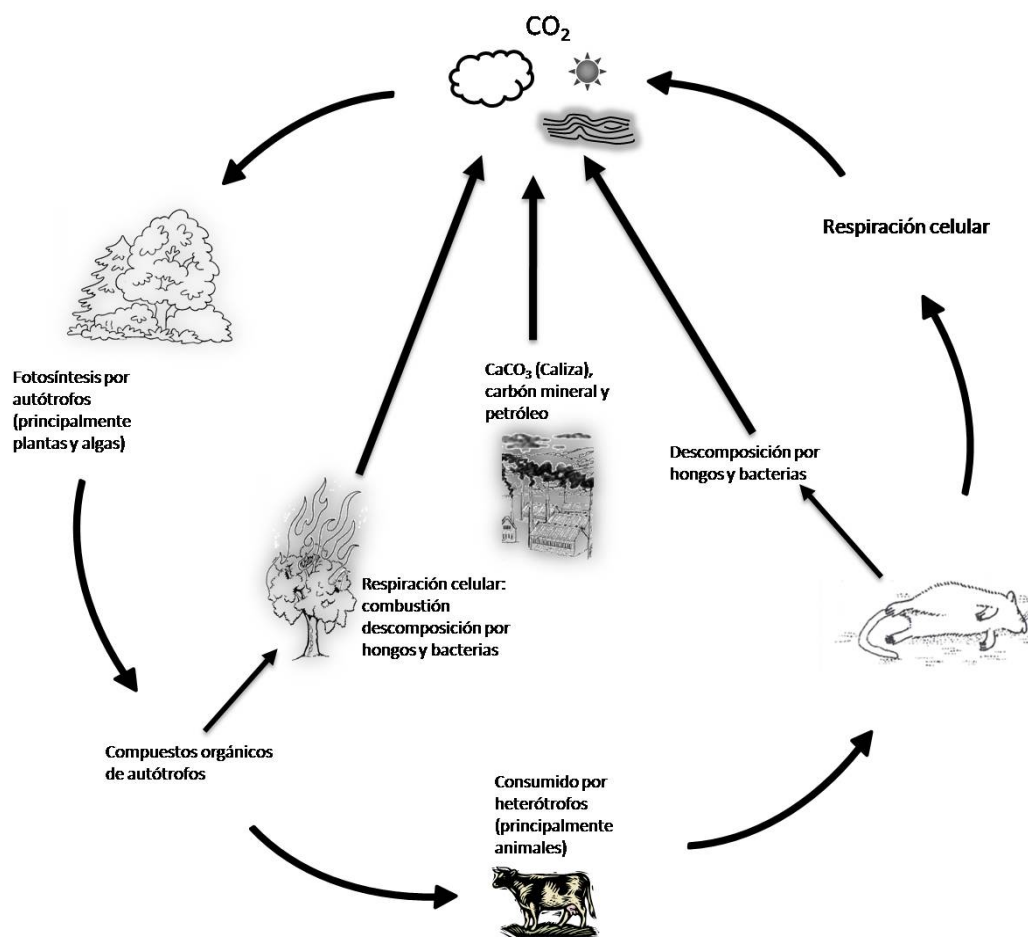 CO₂
Respiración celular
Fotosíntesis por
autótrofos
(principalmente
plantas y algas)
CaCO₃ (Caliza),
carbón mineral y
petróleo
Descomposición por
hongos y bacterias
Respiración celular:
combustión
descomposición por
hongos y bacterias
Compuestos orgánicos
de autótrofos
Consumido por
heterótrofos
(principalmente
animales)